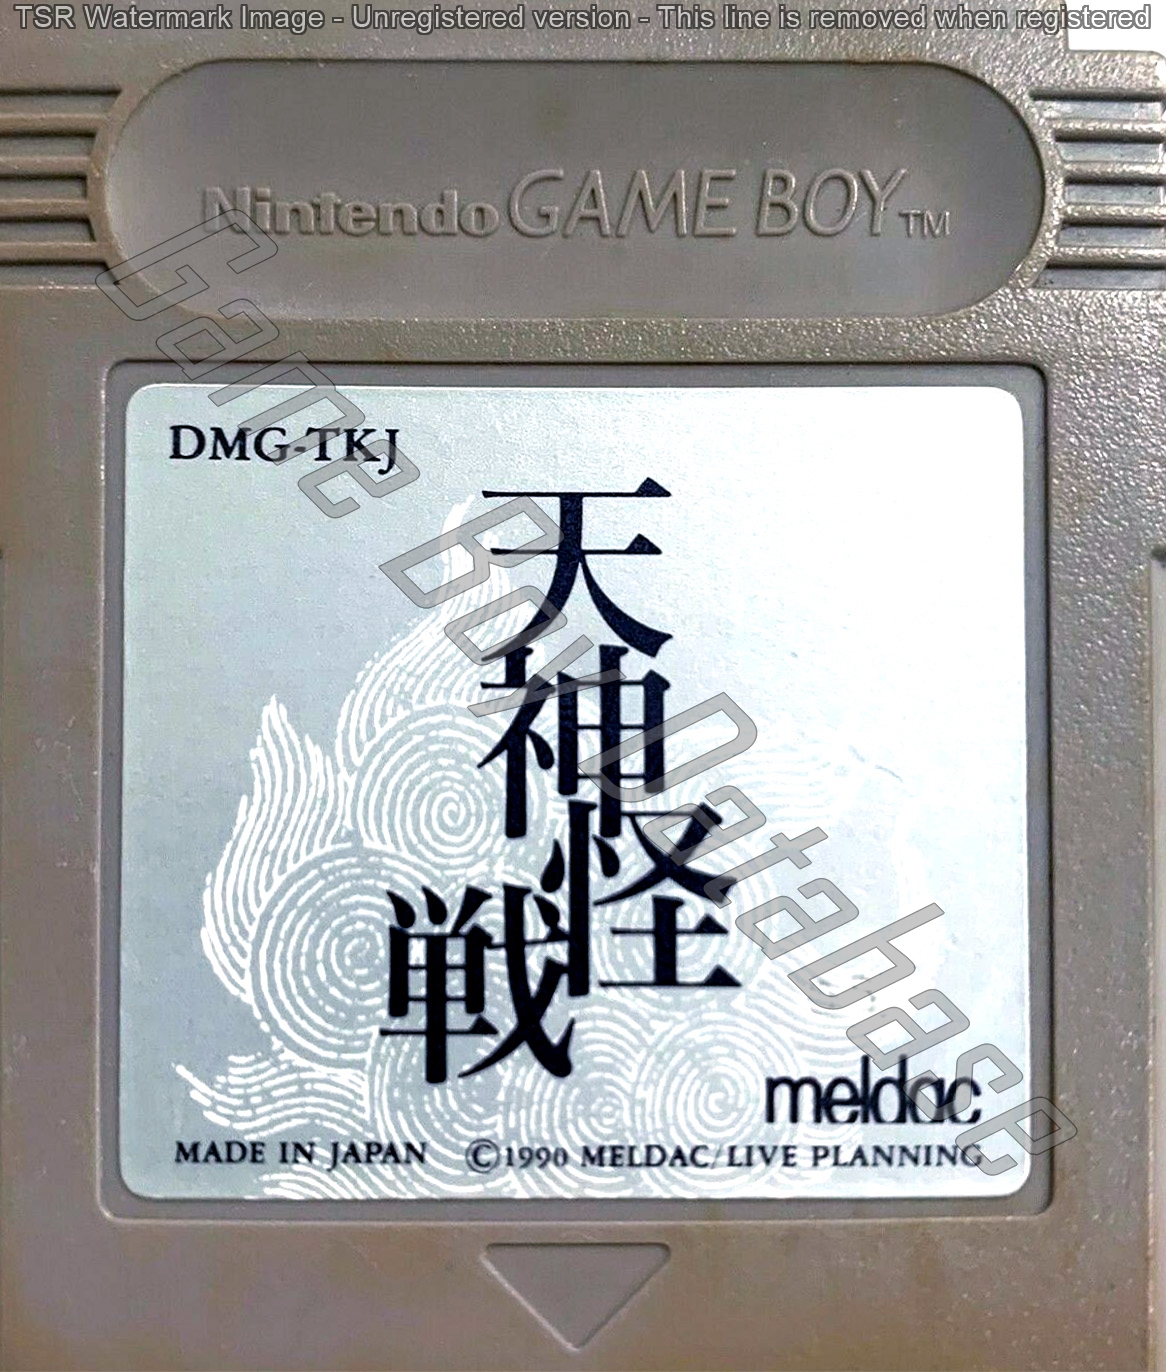 TSR Watermark Image - Unregistered version - This line is removed when registered
Nintendo GAME BOY TM
DMG-TKJ
天神怪戦
meldac
MADE IN JAPAN ©1990 MELDAC/LIVE PLANNING
Game Boy Database